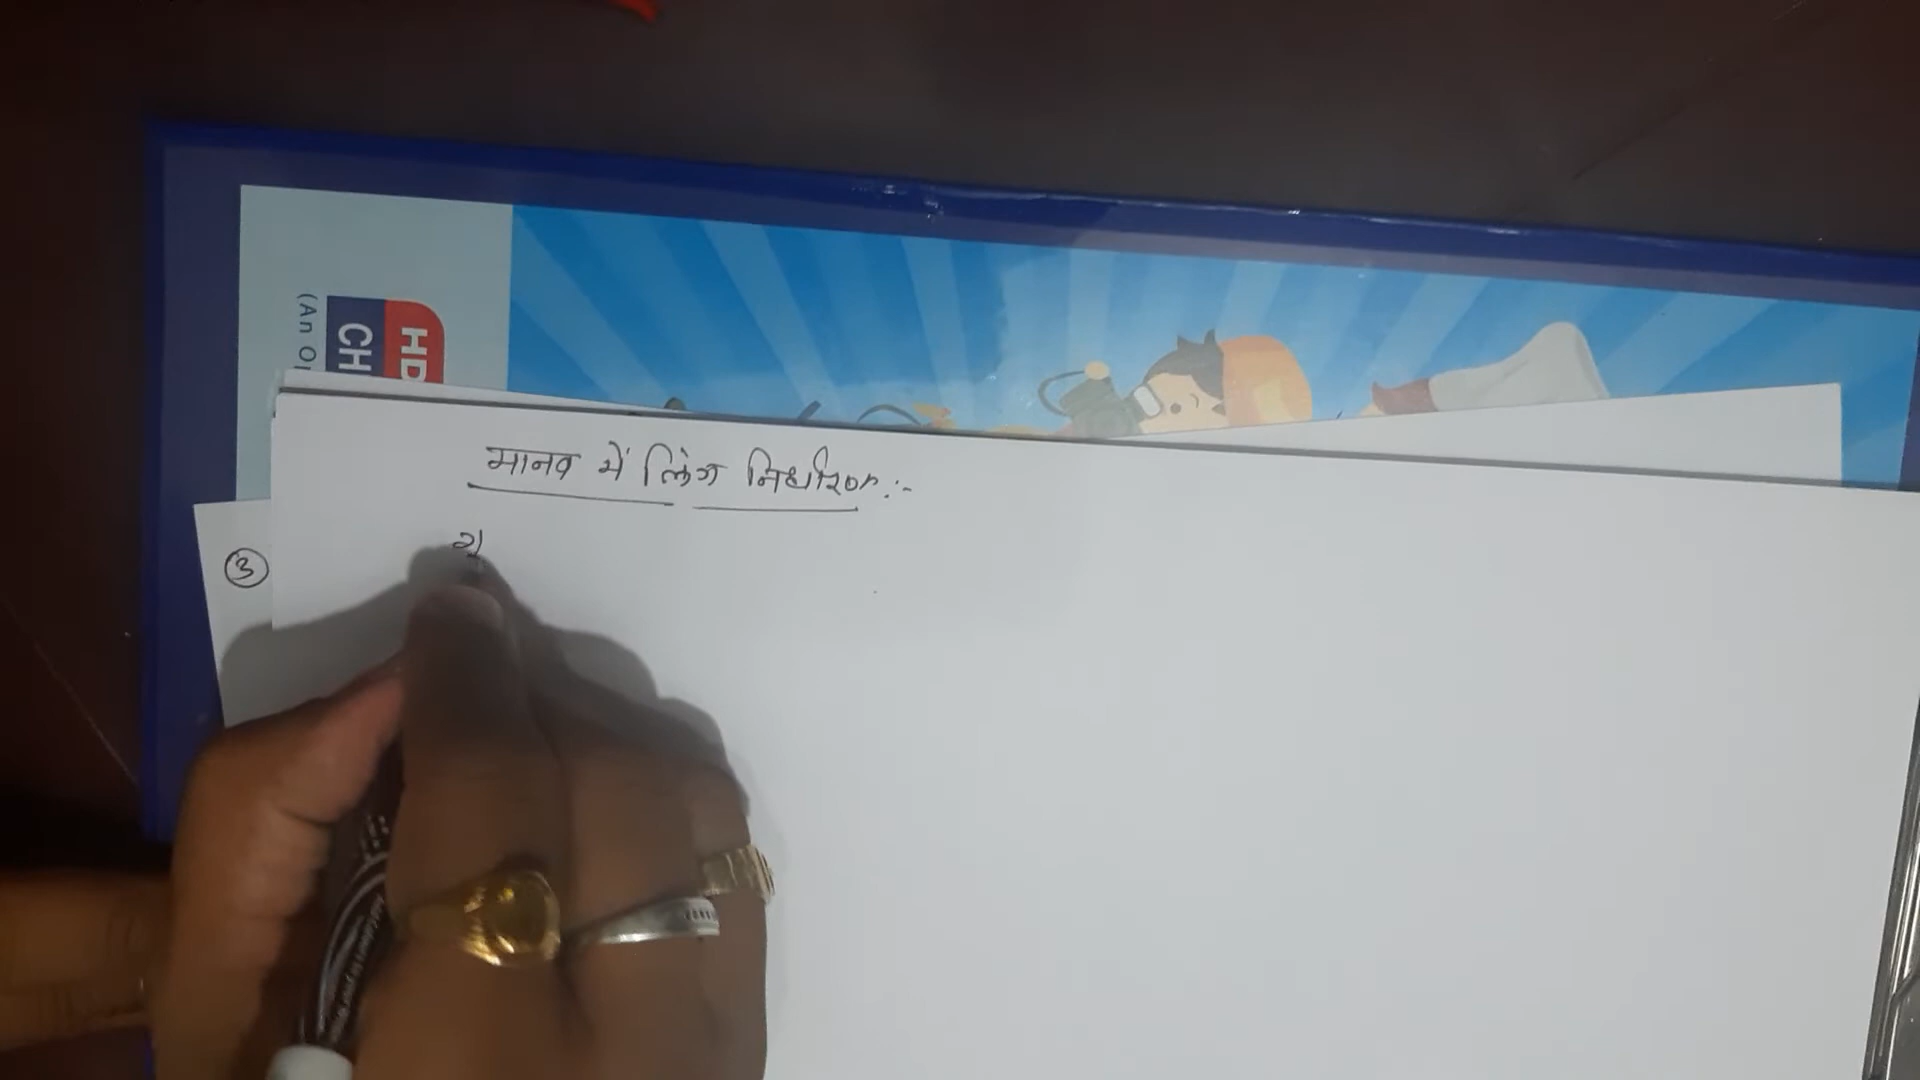 HD
CH
(An O
मानव में लिंग निर्धारण :-
यू
③